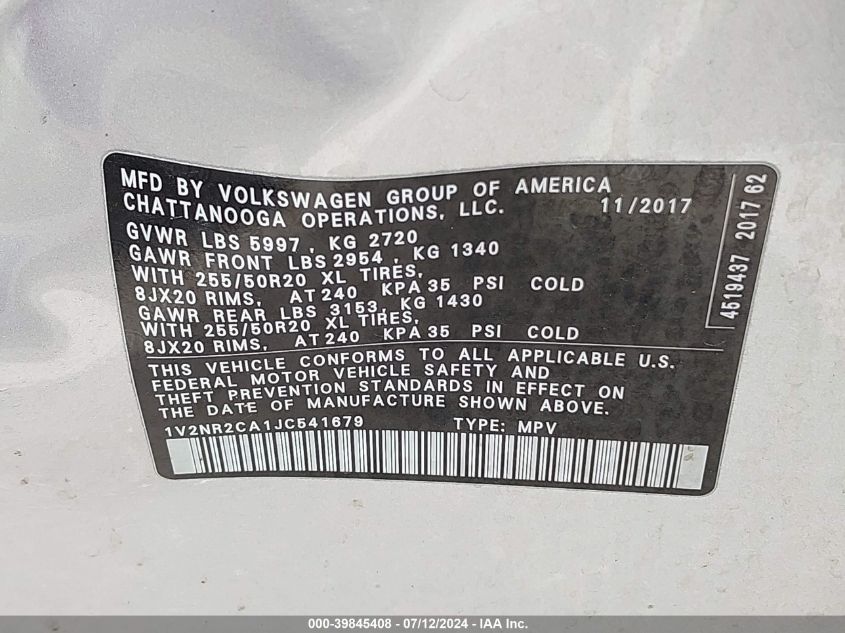 MFD BY VOLKSWAGEN GROUP OF AMERICA
CHATTANOOGA OPERATIONS, LLC. 11/2017
GVWR LBS 5997 , KG 2720
GAWR FRONT LBS 2954 , KG 1340
WITH 255/50R20 XL TIRES,
8JX20 RIMS, AT 240 KPA 35 PSI COLD
GAWR REAR LBS 3153, KG 1430
WITH 255/50R20 XL TIRES,
8JX20 RIMS, AT 240 KPA 35 PSI COLD
THIS VEHICLE CONFORMS TO ALL APPLICABLE U.S.
FEDERAL MOTOR VEHICLE SAFETY AND
THEFT PREVENTION STANDARDS IN EFFECT ON
THE DATE OF MANUFACTURE SHOWN ABOVE.
1V2NR2CA1JC541679 TYPE: MPV
4519437 2017 62
000-39845408 - 07/12/2024 - IAA Inc.